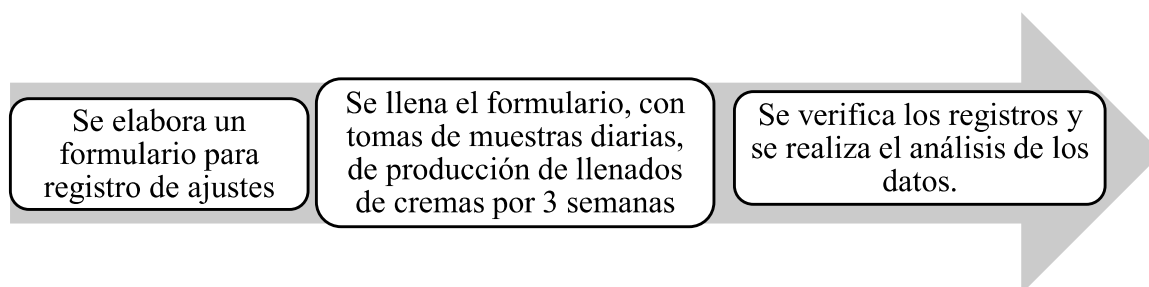 Se elabora un
formulario para
registro de ajustes
Se llena el formulario, con
tomas de muestras diarias,
de producción de llenados
de cremas por 3 semanas
Se verifica los registros y
se realiza el análisis de los
datos.